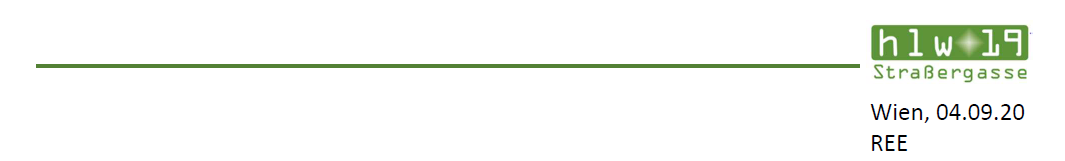 hlw 19
Straßergasse
Wien, 04.09.20
REE